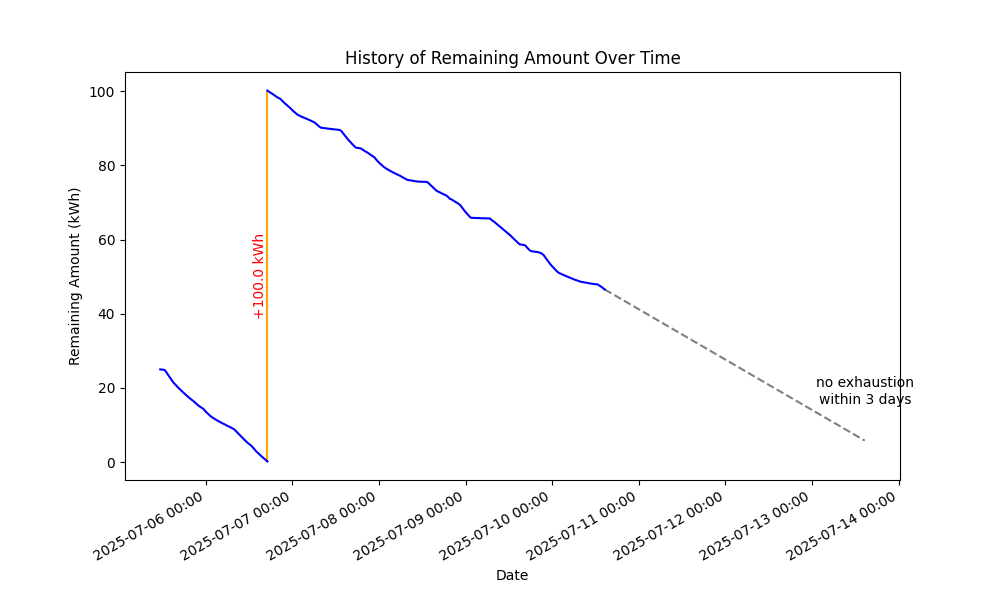 History of Remaining Amount Over Time
Remaining Amount (kWh)
100
80
60
40
20
0
+100.0 kWh
no exhaustion
within 3 days
2025-07-06 00:00
2025-07-07 00:00
2025-07-08 00:00
2025-07-09 00:00
2025-07-10 00:00
2025-07-11 00:00
2025-07-12 00:00
2025-07-13 00:00
2025-07-14 00:00
Date